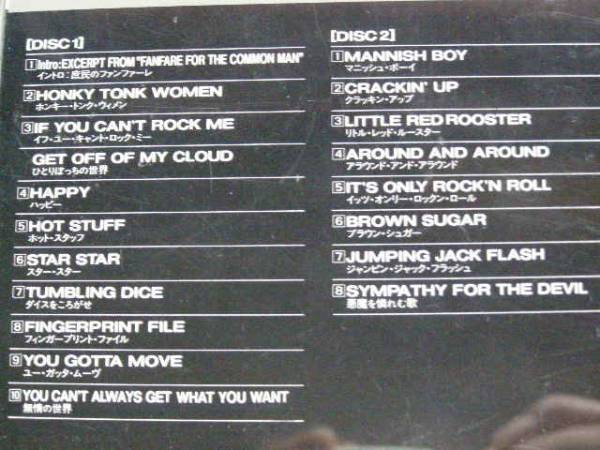 [DISC 1]
1 Intro:EXCERPT FROM "FANFARE FOR THE COMMON MAN"
イントロ:庶民のファンファーレ
2 HONKY TONK WOMEN
ホンキー・トンク・ウィメン
3 IF YOU CAN'T ROCK ME
イフ・ユー・キャント・ロック・ミー
GET OFF OF MY CLOUD
ひとりぼっちの世界
4 HAPPY
ハッピー
5 HOT STUFF
ホット・スタッフ
6 STAR STAR
スター・スター
7 TUMBLING DICE
ダイスをころがせ
8 FINGERPRINT FILE
フィンガープリント・ファイル
9 YOU GOTTA MOVE
ユー・ガッタ・ムーヴ
10 YOU CAN'T ALWAYS GET WHAT YOU WANT
無情の世界
[DISC 2]
1 MANNISH BOY
マニッシュ・ボーイ
2 CRACKIN' UP
クラッキン・アップ
3 LITTLE RED ROOSTER
リトル・レッド・ルースター
4 AROUND AND AROUND
アラウンド・アンド・アラウンド
5 IT'S ONLY ROCK'N ROLL
イッツ・オンリー・ロックン・ロール
6 BROWN SUGAR
ブラウン・シュガー
7 JUMPING JACK FLASH
ジャンピン・ジャック・フラッシュ
8 SYMPATHY FOR THE DEVIL
悪魔を憐れむ歌